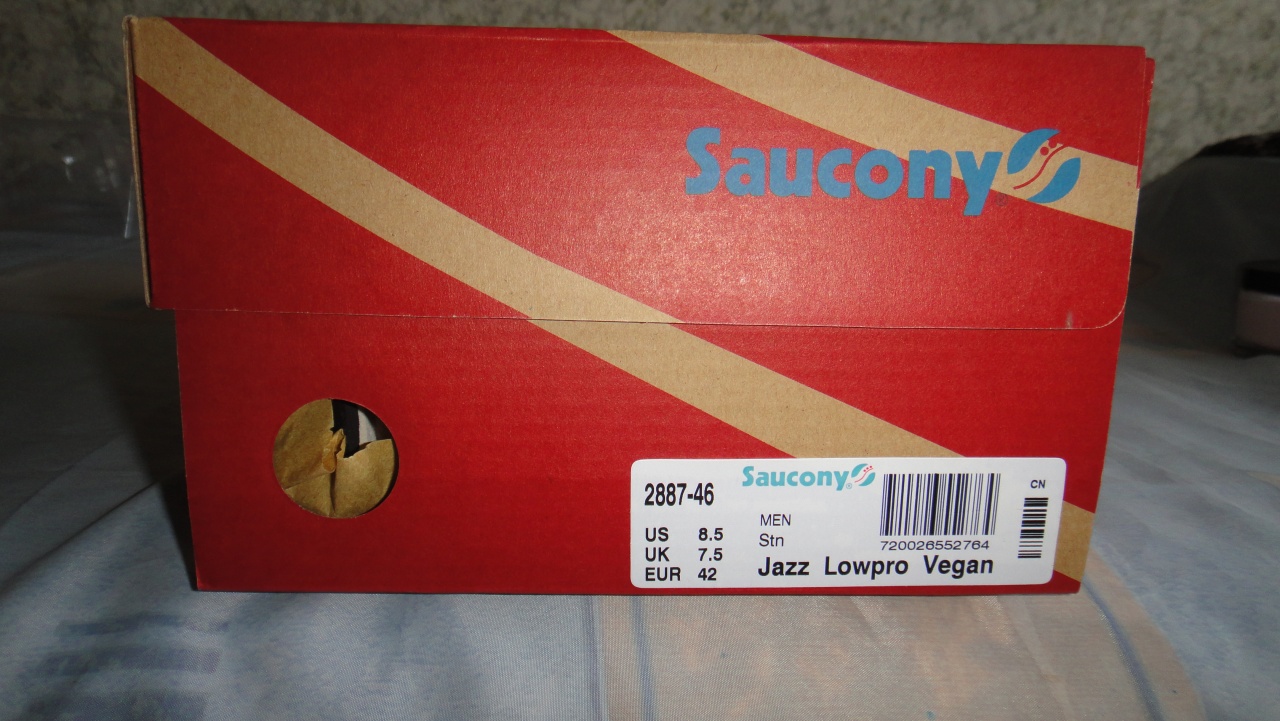 Saucony
Saucony
2887-46
CN
MEN
US 8.5
Stn
UK 7.5
720026552764
EUR 42
Jazz Lowpro Vegan